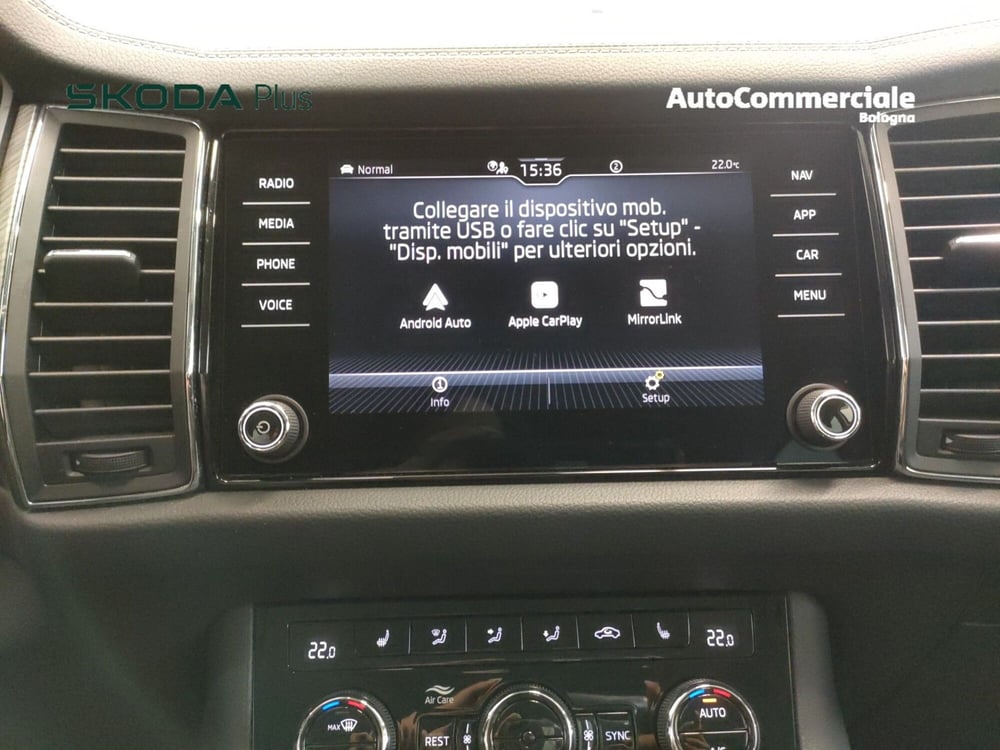 SKODA Plus
AutoCommerciale
Bologna
RADIO
MEDIA
PHONE
VOICE
Normal
15:36
2
22.0°C
Collegare il dispositivo mob.
tramite USB o fare clic su "Setup" -
"Disp. mobili" per ulteriori opzioni.
Android Auto
Apple CarPlay
MirrorLink
Info
Setup
NAV
APP
CAR
MENU
22.0
22.0
Air Care
MAX
REST
SYNC
AUTO